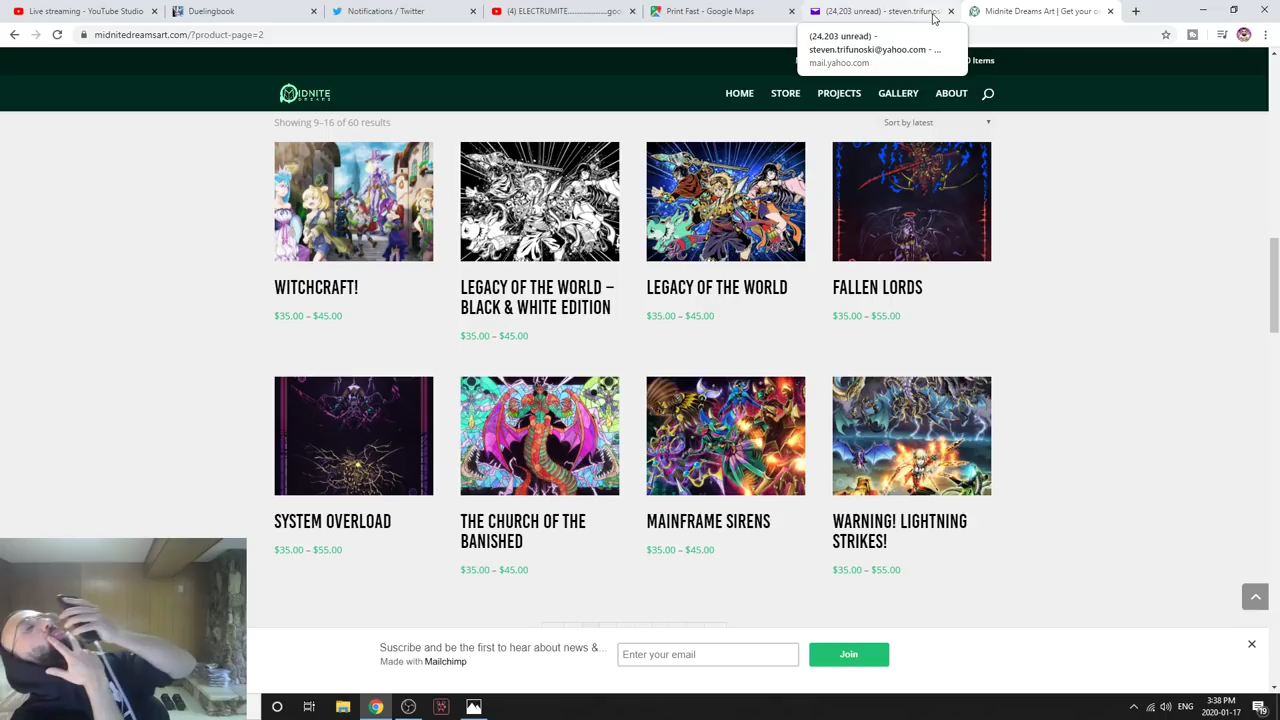 Live streaming - YouTube Studio
Duelingbook
Notifications / Twitter
(4) ELECTRUMITE.................goo
Print Fast - Google Maps
(24,203 unread) - steven.trifunos
Midnite Dreams Art | Get your o
midnitedreamsart.com/?product-page=2
(24,203 unread) -
steven.trifunoski@yahoo.com - ...
mail.yahoo.com
0 Items
MIDNITE
DREAMS
HOME STORE PROJECTS GALLERY ABOUT
Showing 9–16 of 60 results
Sort by latest
WITCHCRAFT!
$35.00 – $45.00
LEGACY OF THE WORLD –
BLACK & WHITE EDITION
$35.00 – $45.00
LEGACY OF THE WORLD
$35.00 – $45.00
FALLEN LORDS
$35.00 – $55.00
SYSTEM OVERLOAD
$35.00 – $55.00
THE CHURCH OF THE
BANISHED
$35.00 – $45.00
MAINFRAME SIRENS
$35.00 – $45.00
WARNING! LIGHTNING
STRIKES!
$35.00 – $55.00
Suscribe and be the first to hear about news &...
Made with Mailchimp
Enter your email
Join
ENG
3:38 PM
2020-01-17
19